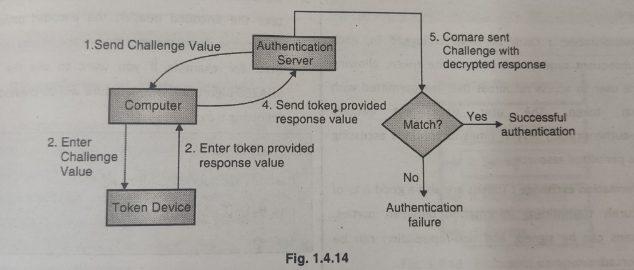 1.Send Challenge Value
Authentication
Server
5. Comare sent
Challenge with
decrypted response
Computer
4. Send token provided
response value
Match?
Yes
Successful
authentication
2. Enter
Challenge
Value
2. Enter token provided
response value
No
Token Device
Authentication
failure
Fig. 1.4.14